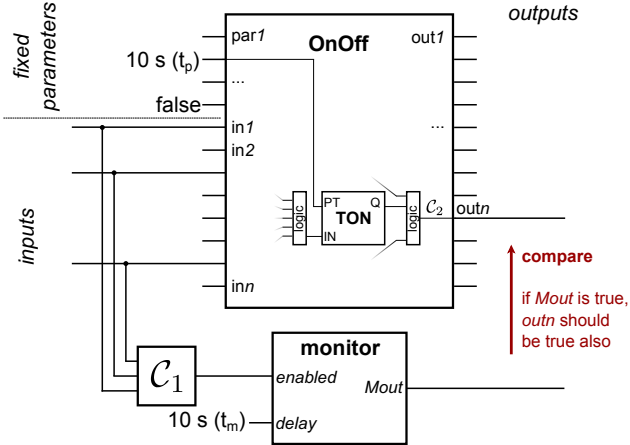 outputs
fixed
parameters
par1
OnOff
out1
10 s (tp)
...
false
in1
...
in2
inputs
logic
PT
Q
TON
IN
logic
C2
outn
inn
compare
if Mout is true,
outn should
be true also
monitor
C1
enabled
Mout
10 s (tm)
delay